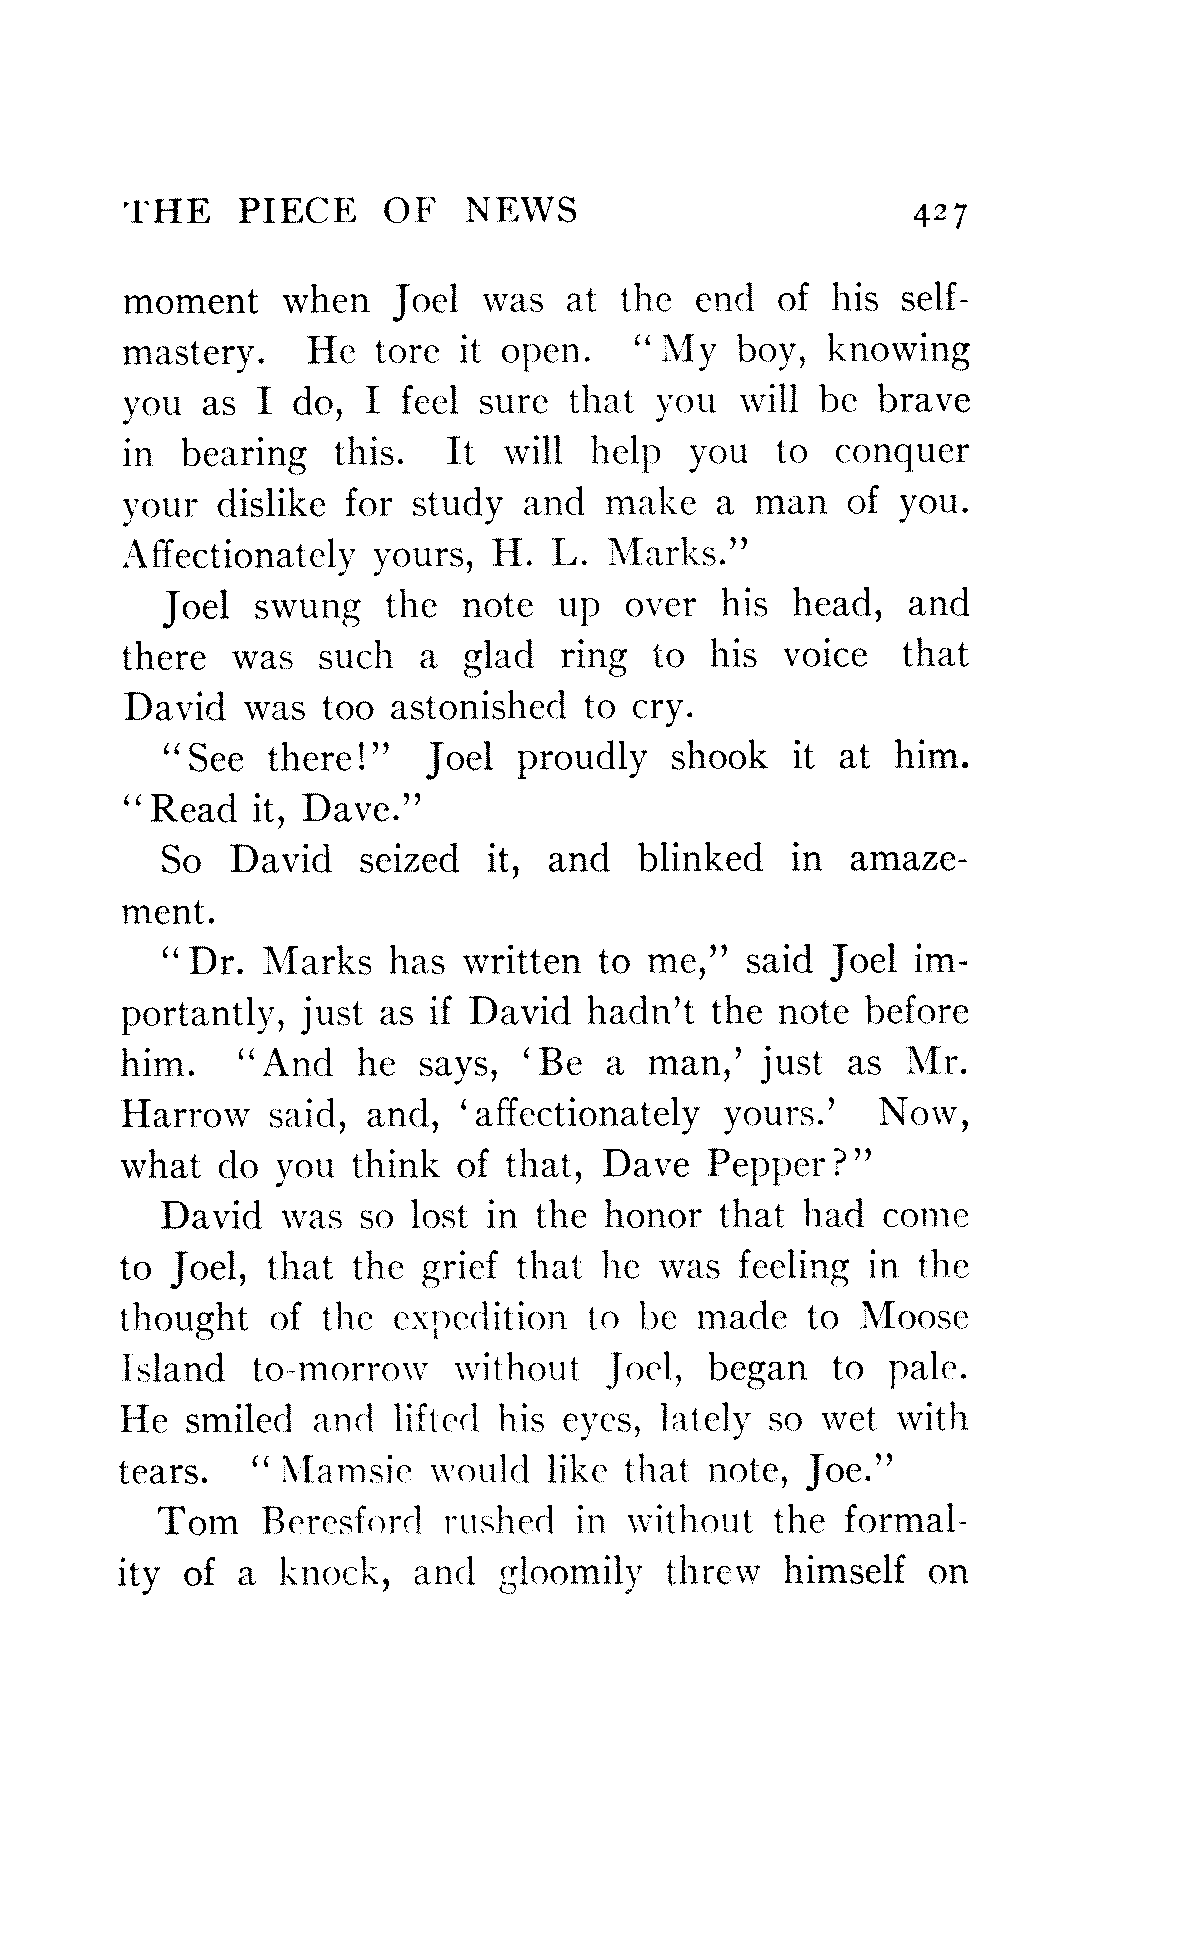 THE PIECE OF NEWS 427
moment when Joel was at the end of his self-
mastery. He tore it open. "My boy, knowing
you as I do, I feel sure that you will be brave
in bearing this. It will help you to conquer
your dislike for study and make a man of you.
Affectionately yours, H. L. Marks."
Joel swung the note up over his head, and
there was such a glad ring to his voice that
David was too astonished to cry.
"See there!" Joel proudly shook it at him.
"Read it, Dave."
So David seized it, and blinked in amaze-
ment.
"Dr. Marks has written to me," said Joel im-
portantly, just as if David hadn't the note before
him. "And he says, 'Be a man,' just as Mr.
Harrow said, and, 'affectionately yours.' Now,
what do you think of that, Dave Pepper?"
David was so lost in the honor that had come
to Joel, that the grief that he was feeling in the
thought of the expedition to be made to Moose
Island to-morrow without Joel, began to pale.
He smiled and lifted his eyes, lately so wet with
tears. "Mamsie would like that note, Joe."
Tom Beresford rushed in without the formal-
ity of a knock, and gloomily threw himself on